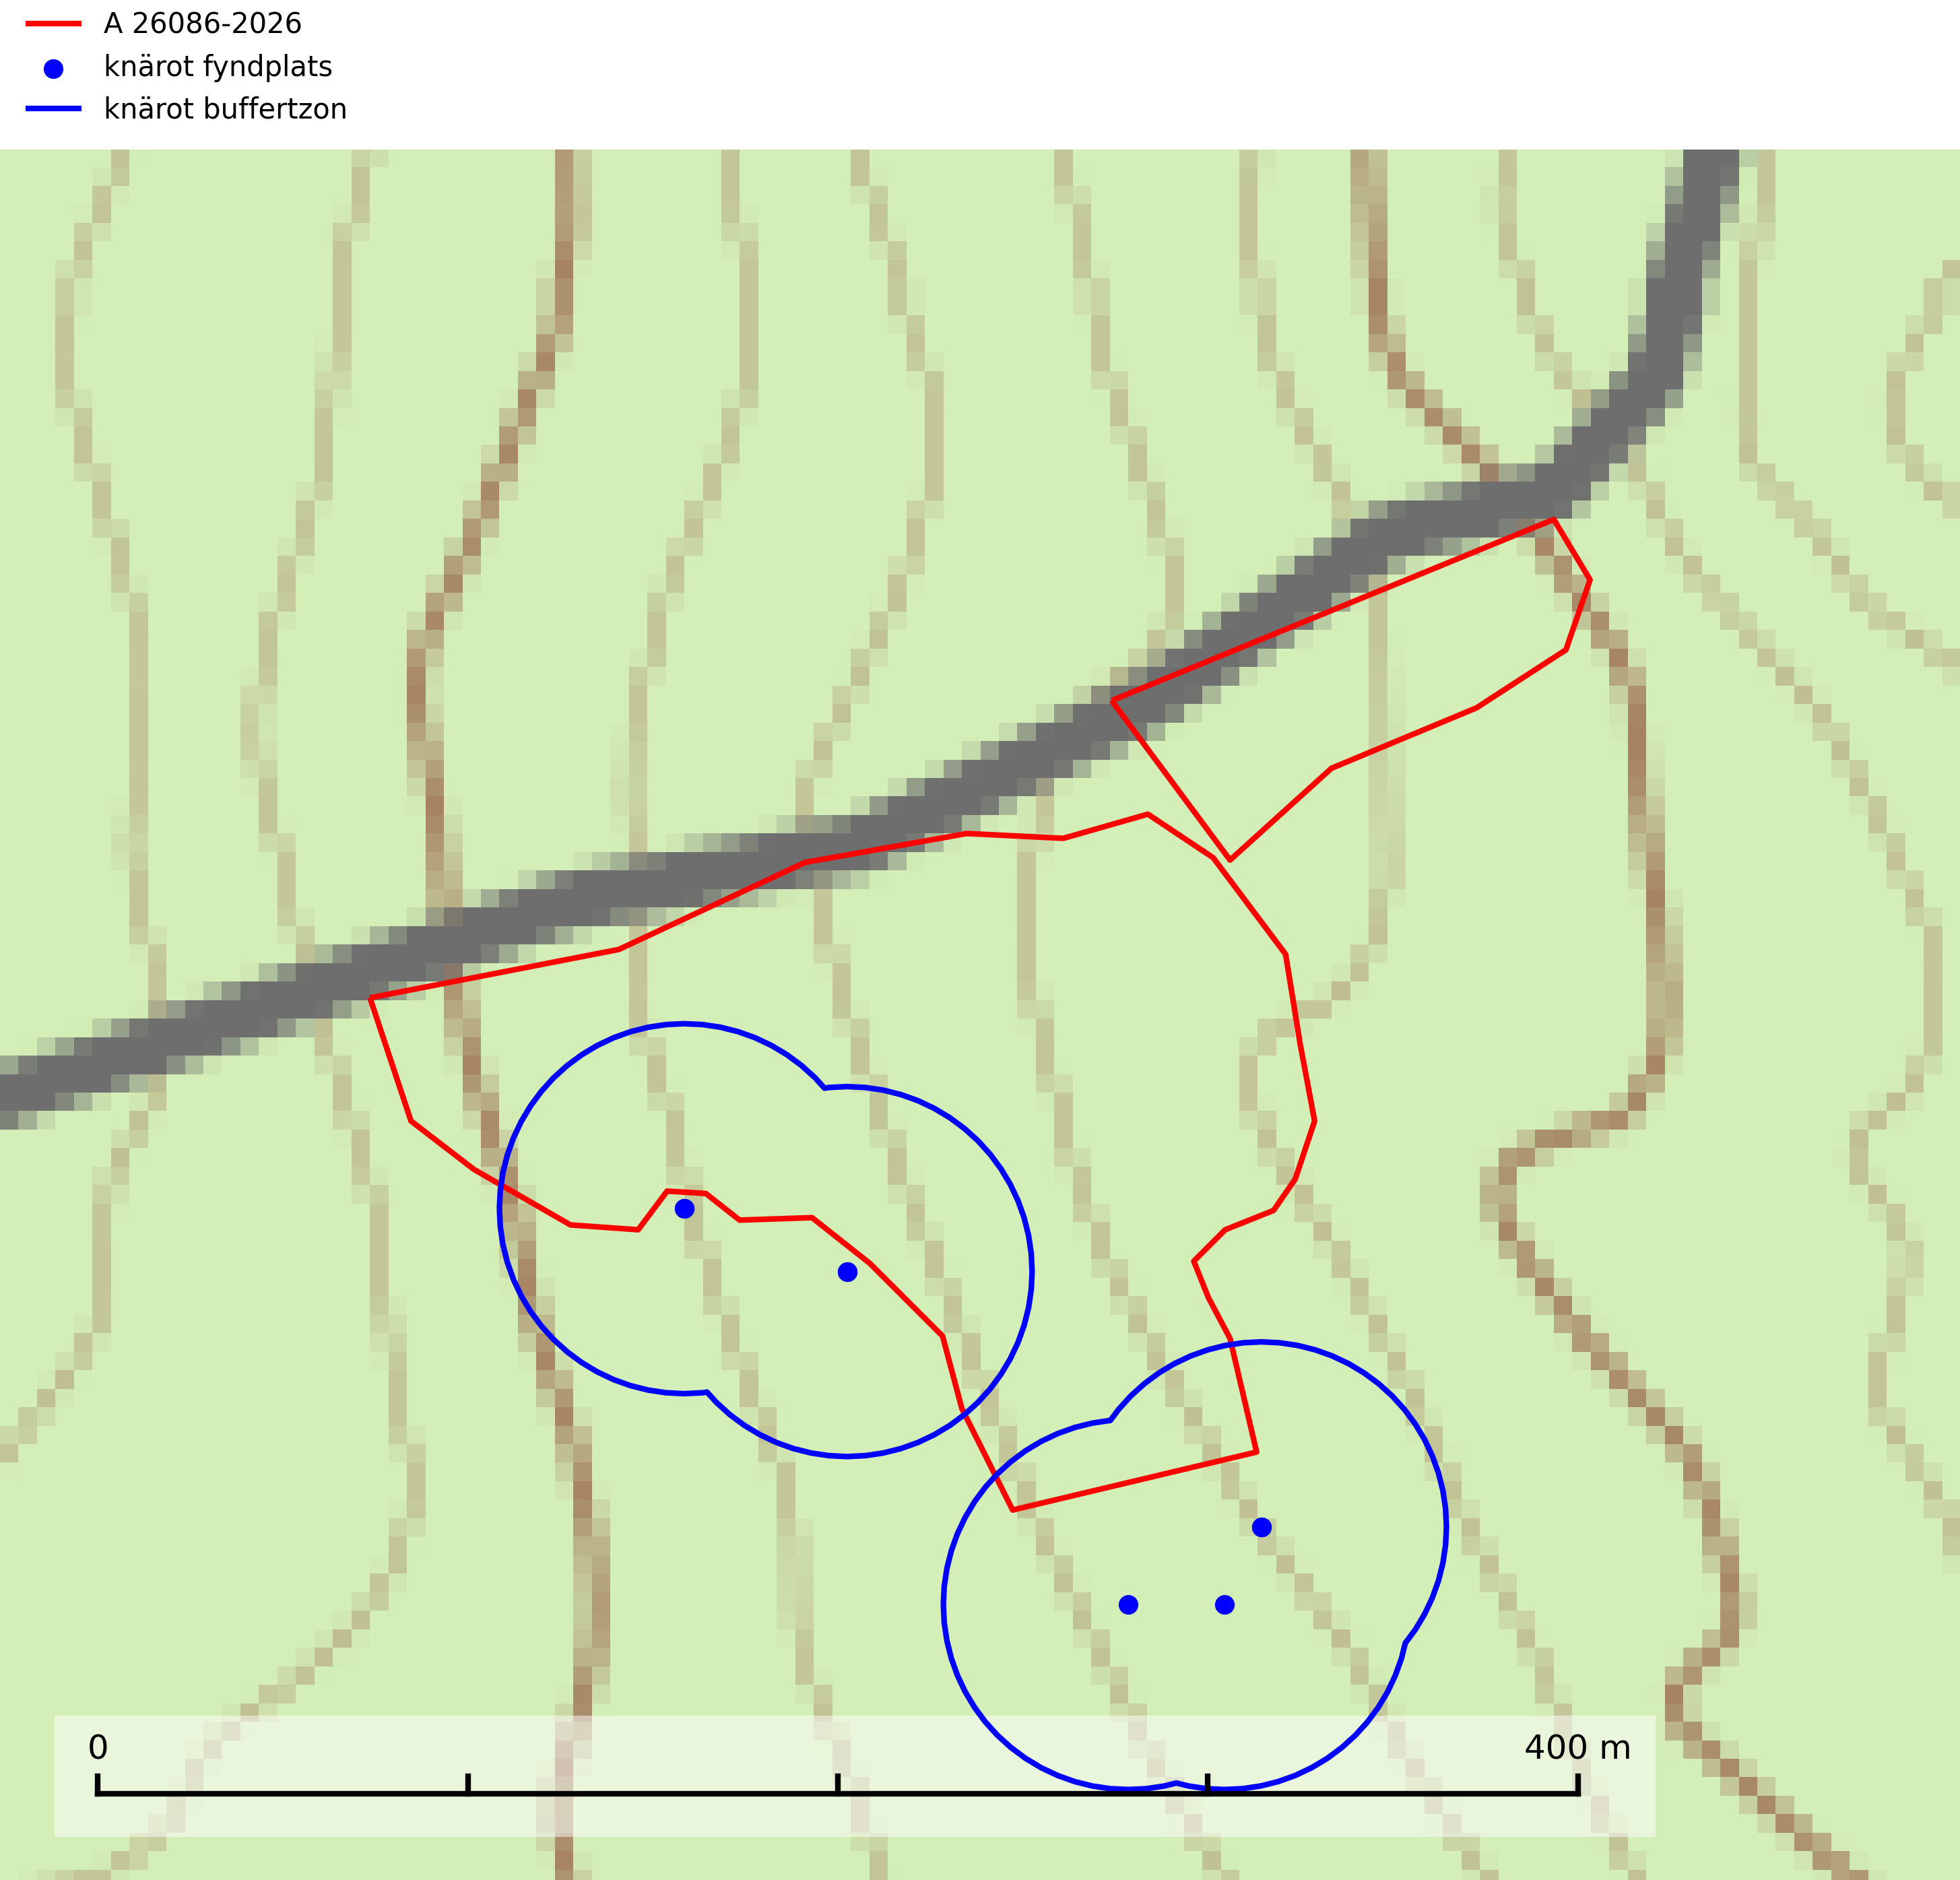 A 26086-2026
knärot fyndplats
knärot buffertzon
0
400 m